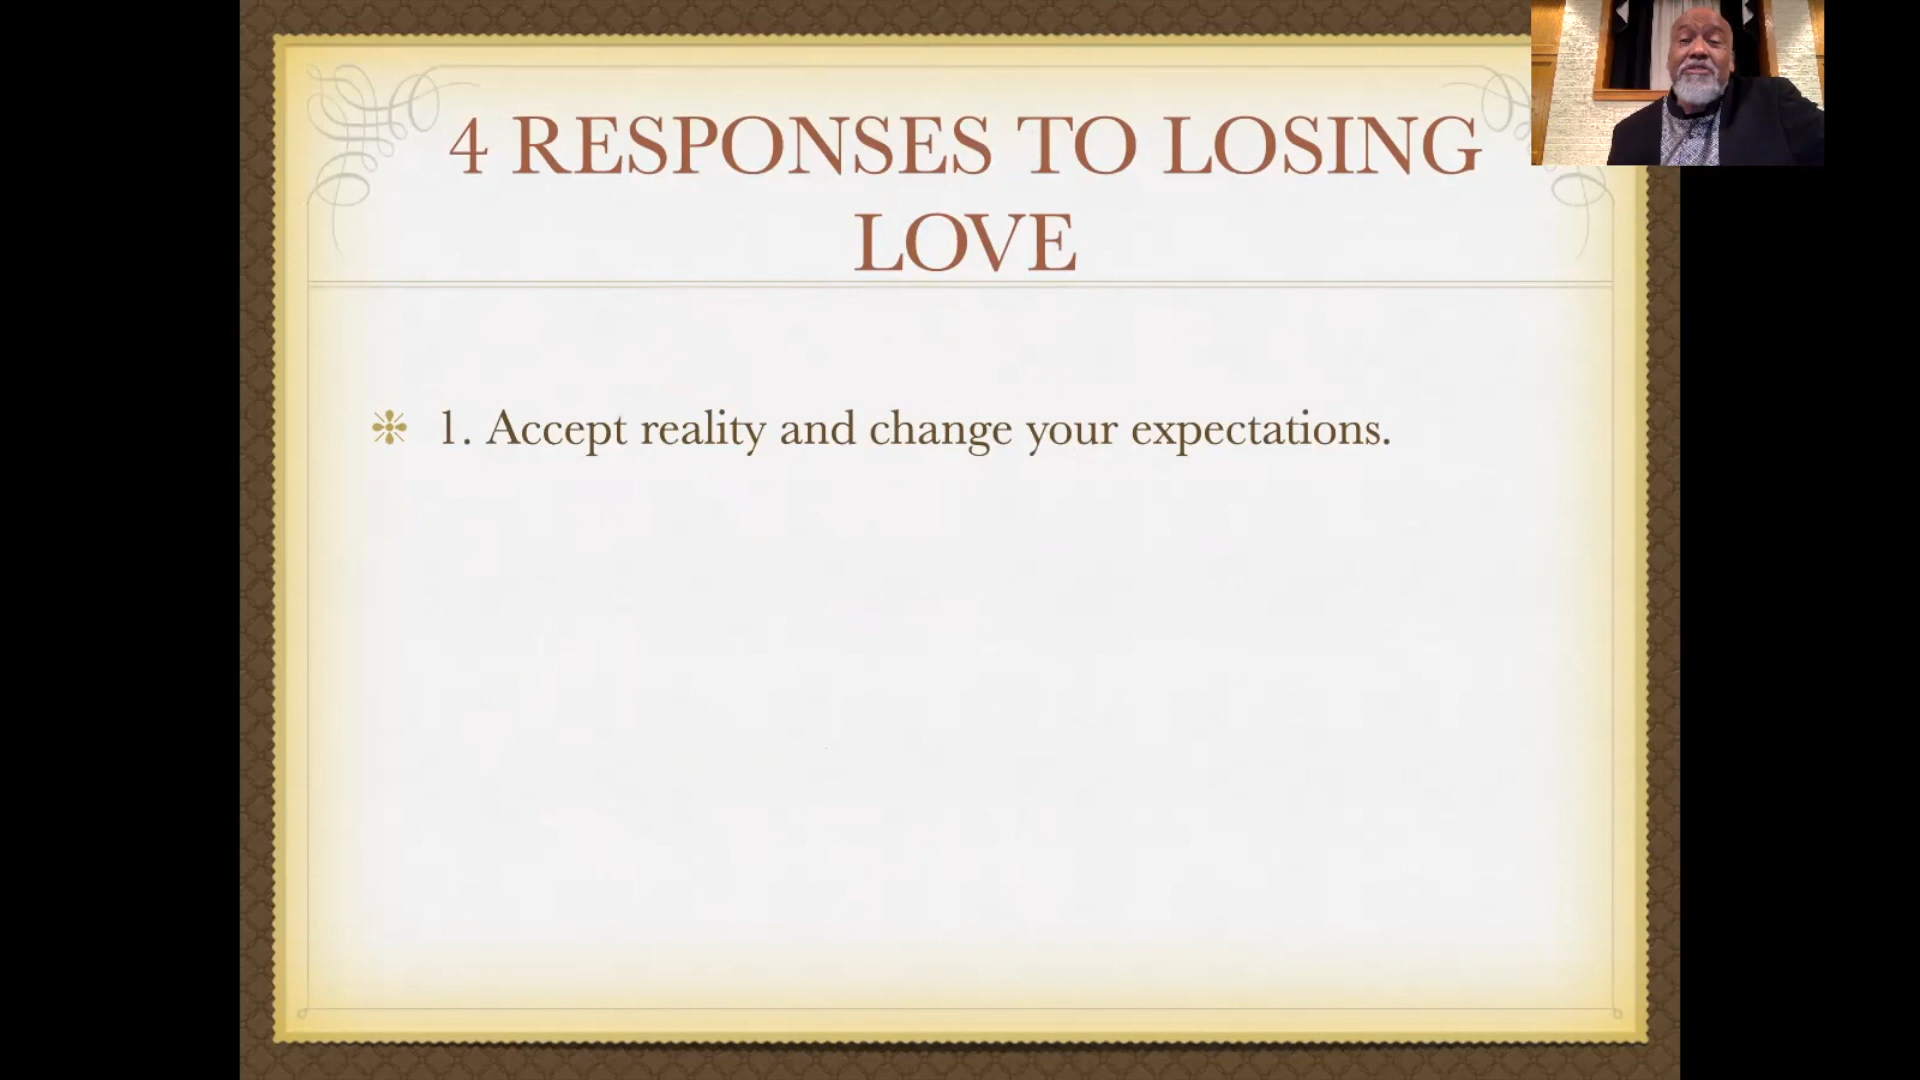 4 RESPONSES TO LOSING
LOVE
1. Accept reality and change your expectations.